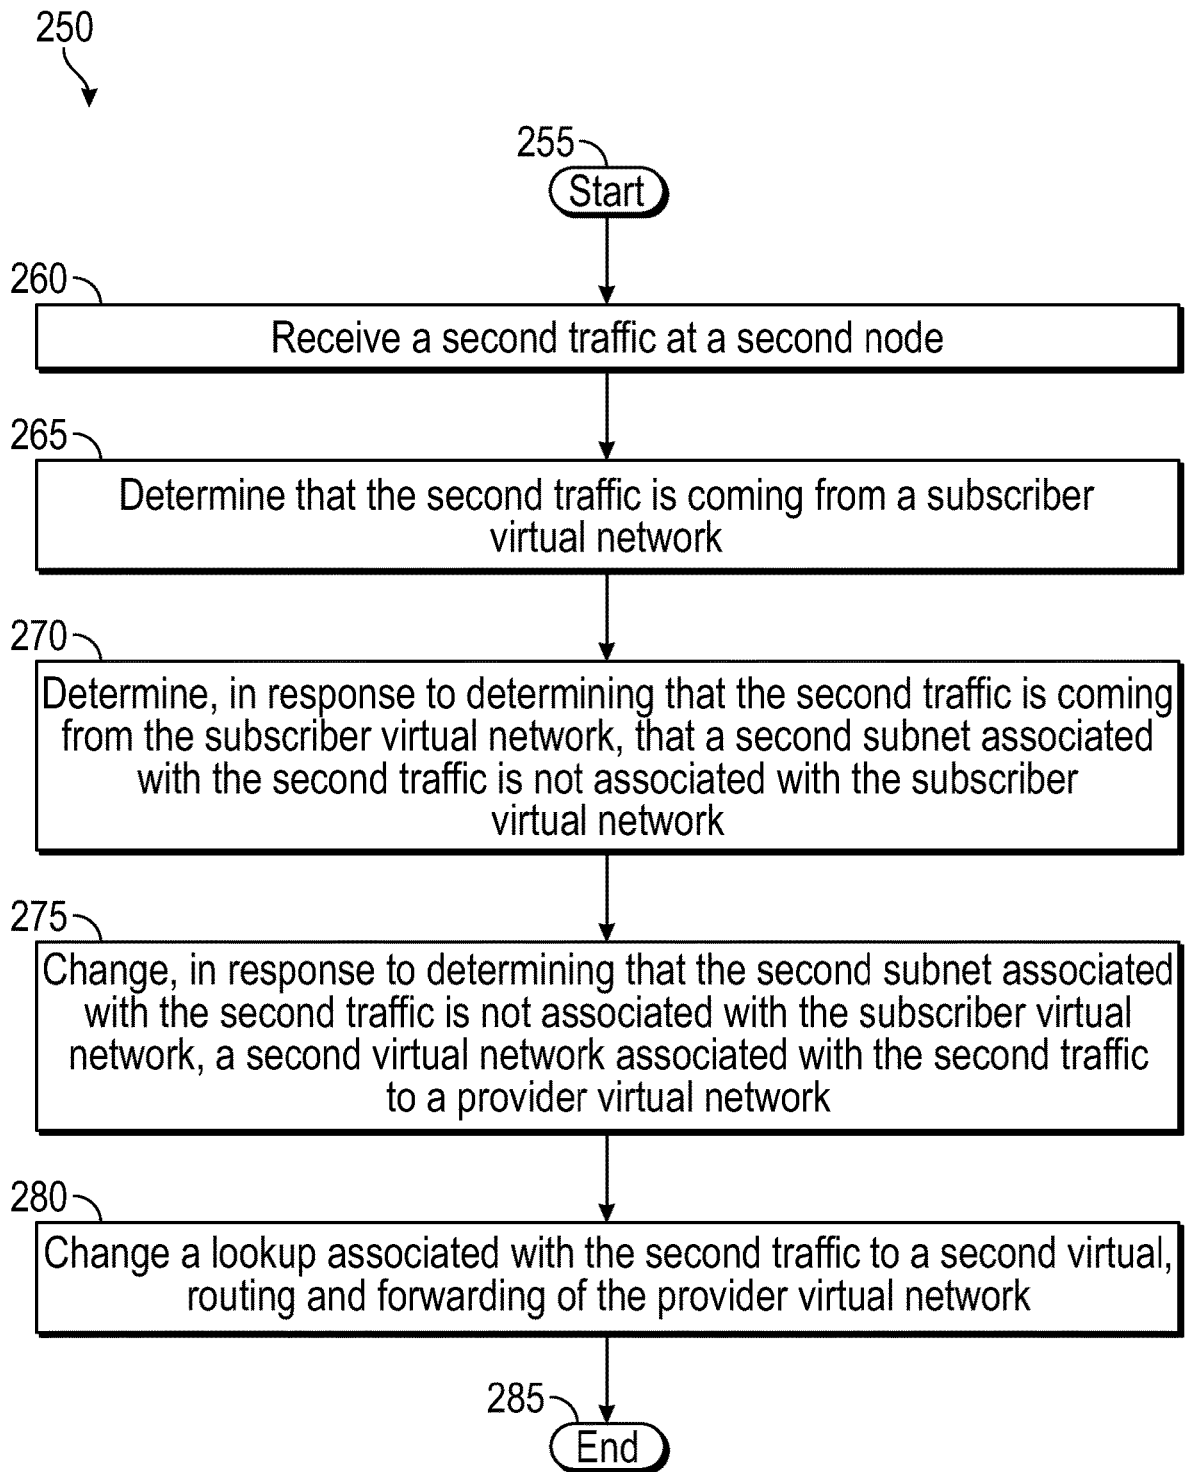 250
255
Start
260
Receive a second traffic at a second node
265
Determine that the second traffic is coming from a subscriber
virtual network
270
Determine, in response to determining that the second traffic is coming
from the subscriber virtual network, that a second subnet associated
with the second traffic is not associated with the subscriber
virtual network
275
Change, in response to determining that the second subnet associated
with the second traffic is not associated with the subscriber virtual
network, a second virtual network associated with the second traffic
to a provider virtual network
280
Change a lookup associated with the second traffic to a second virtual,
routing and forwarding of the provider virtual network
285
End